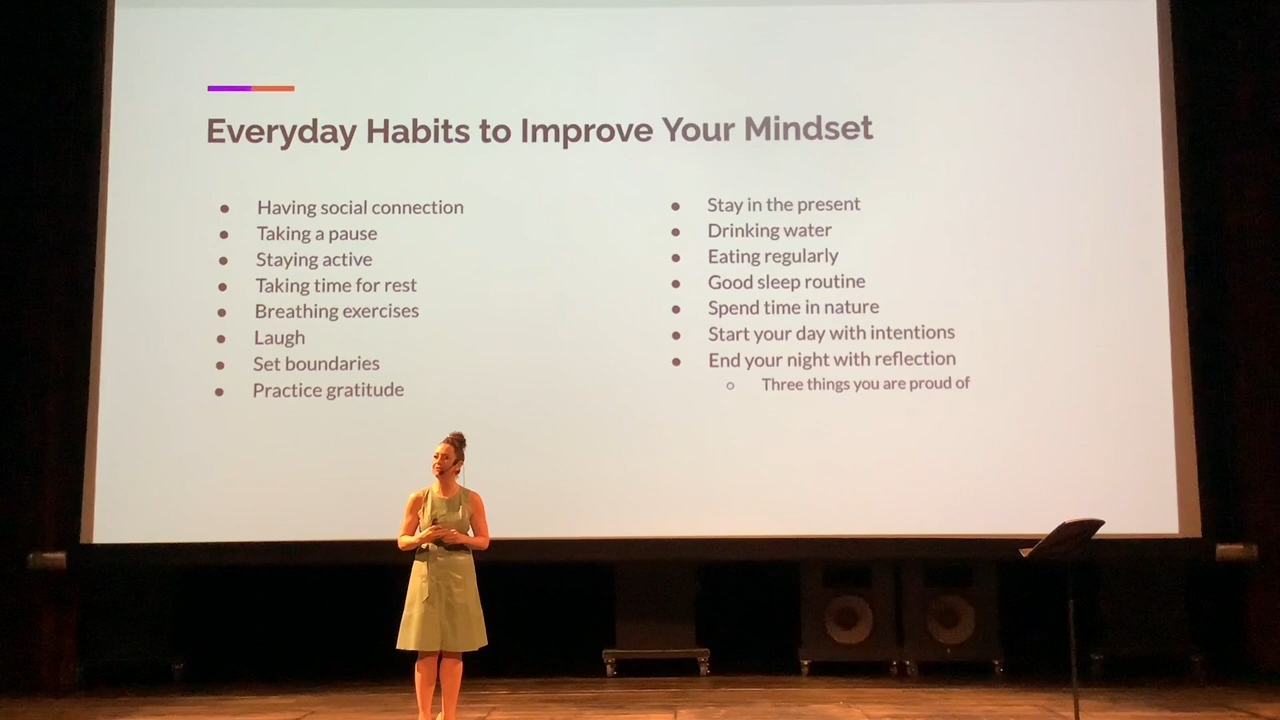 Everyday Habits to Improve Your Mindset
● Having social connection
● Taking a pause
● Staying active
● Taking time for rest
● Breathing exercises
● Laugh
● Set boundaries
● Practice gratitude
● Stay in the present
● Drinking water
● Eating regularly
● Good sleep routine
● Spend time in nature
● Start your day with intentions
● End your night with reflection
○ Three things you are proud of